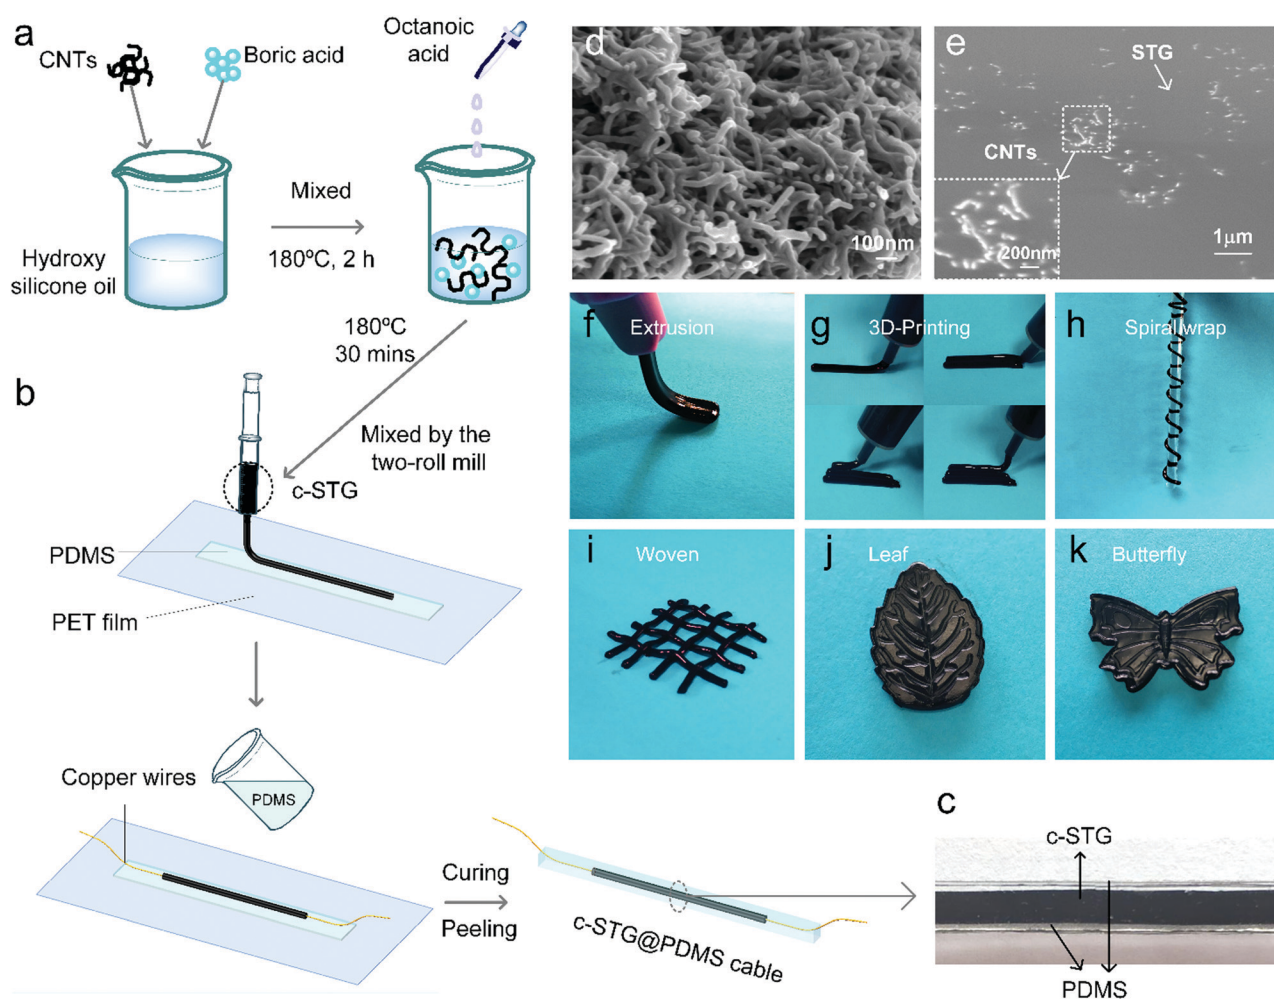 a
CNTs
Boric acid
Octanoic
acid
Mixed
180ºC, 2 h
Hydroxy
silicone oil
180ºC
30 mins
Mixed by the
two-roll mill
b
c-STG
PDMS
PET film
Copper wires
PDMS
Curing
Peeling
c-STG@PDMS cable
c
c-STG
PDMS
d
100nm
e
STG
CNTs
200nm
1μm
f
Extrusion
g
3D-Printing
h
Spiral wrap
i
Woven
j
Leaf
k
Butterfly